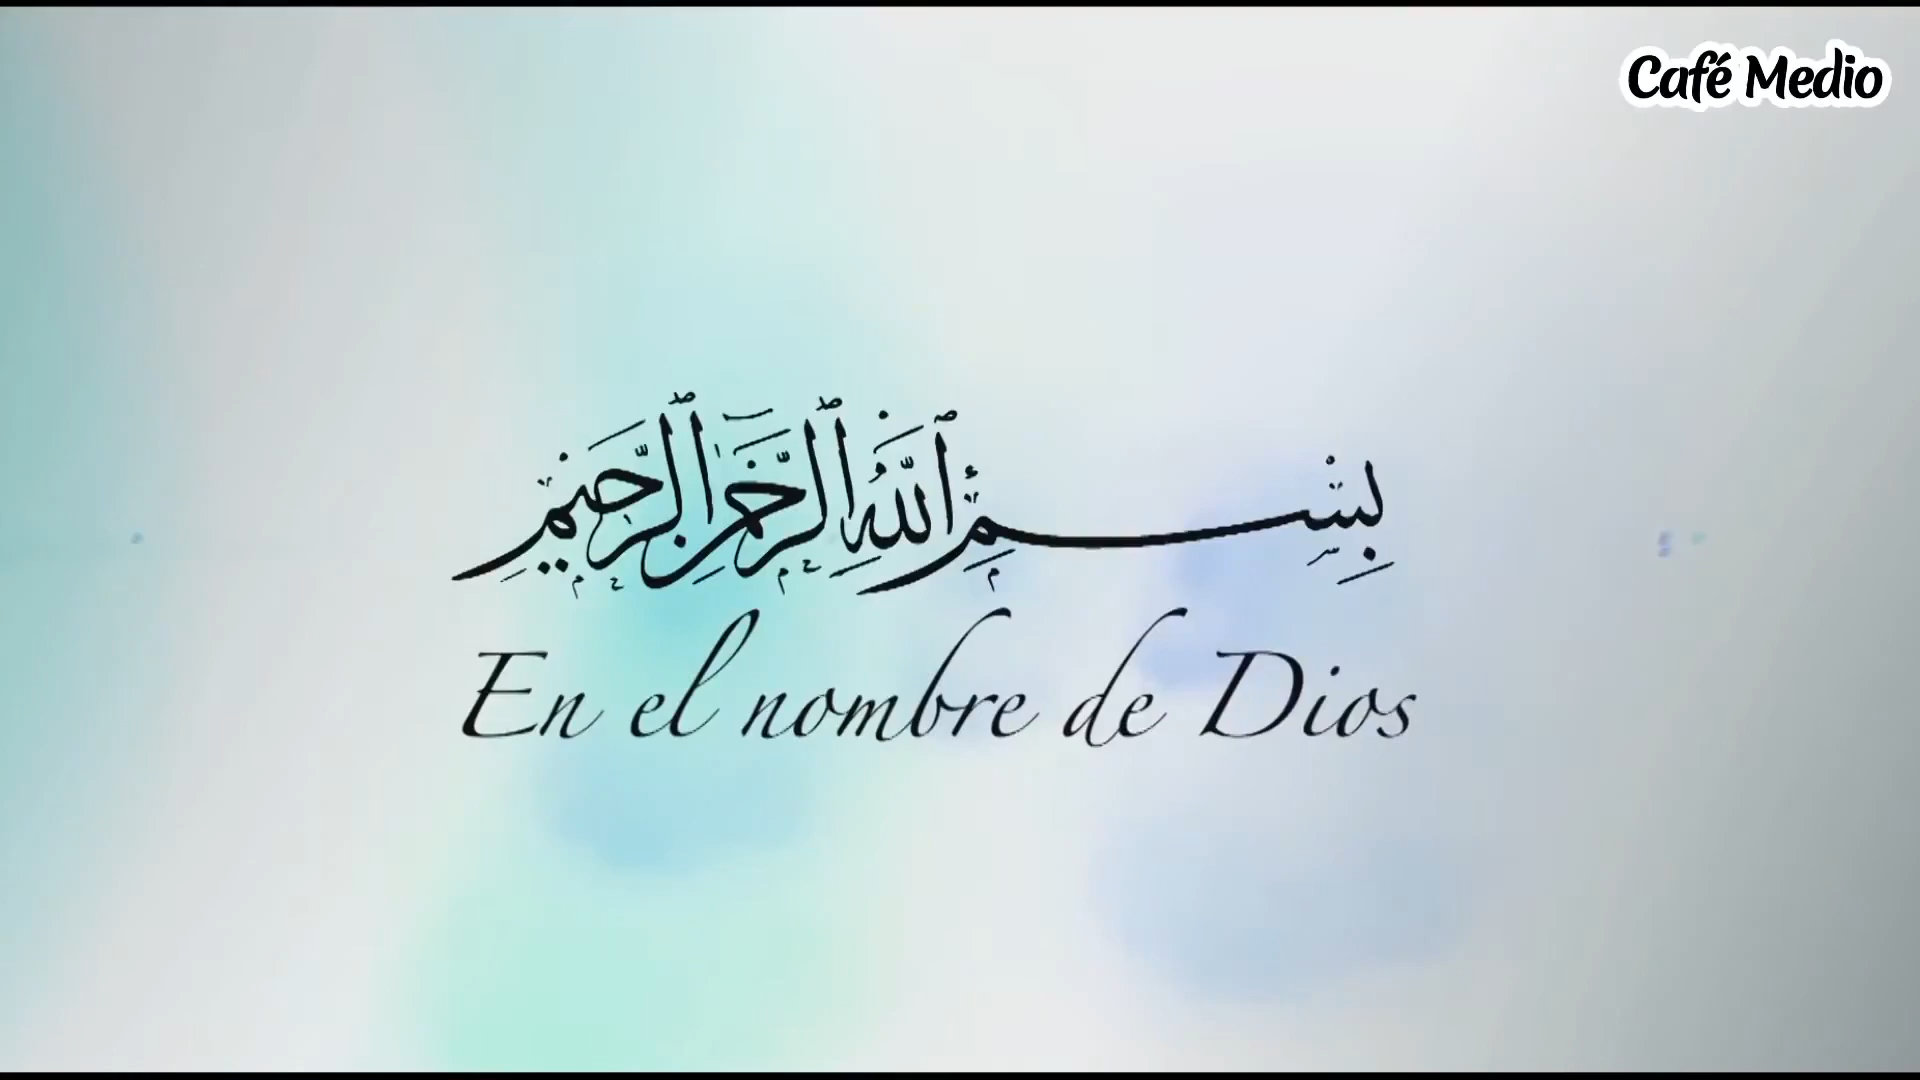 Café Medio
بِسْمِ ٱللَّهِ ٱلرَّحْمَٰنِ ٱلرَّحِيمِ
En el nombre de Dios